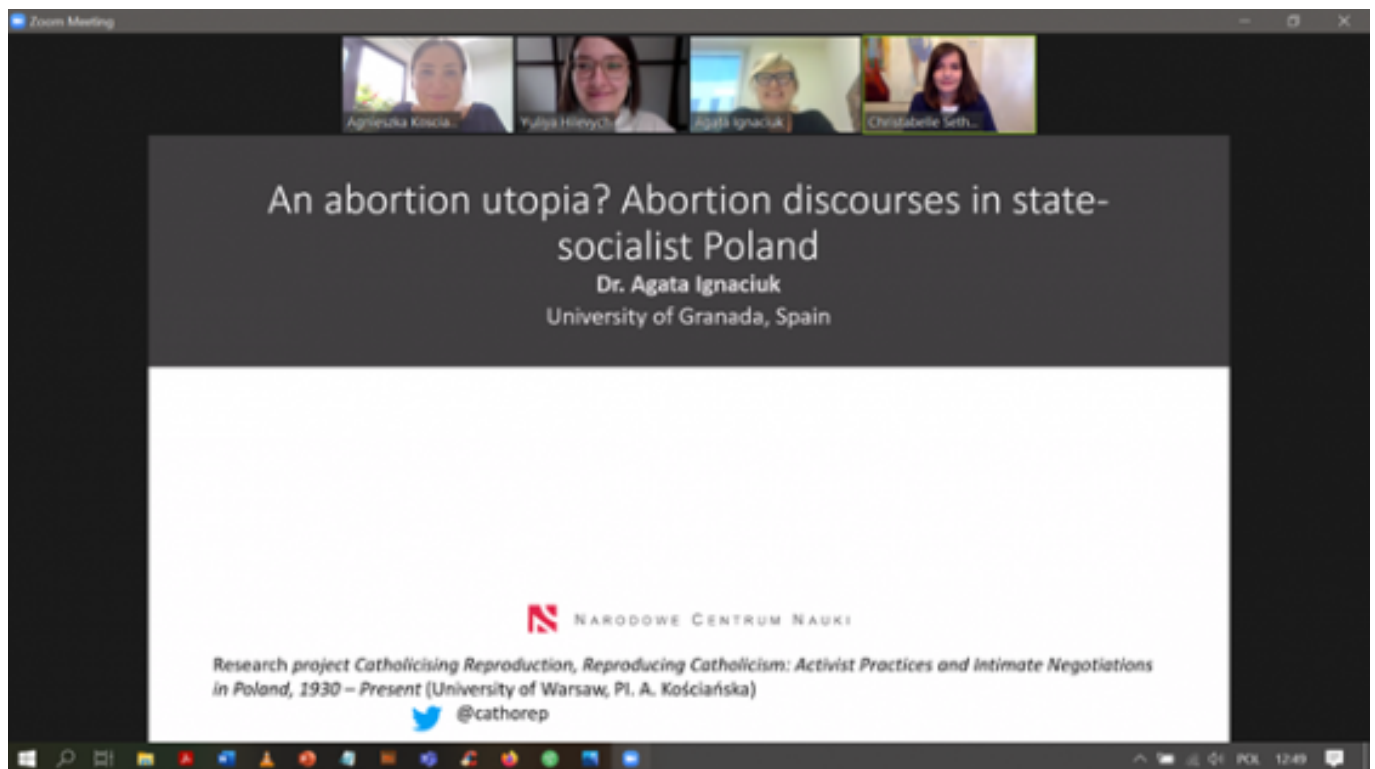 Zoom Meeting
Agnieszka Koscia...
Yuliya Hilevych
Agata Ignaciuk
Christabelle Seth...
An abortion utopia? Abortion discourses in state-
socialist Poland
Dr. Agata Ignaciuk
University of Granada, Spain
NARODOWE CENTRUM NAUKI
Research project Catholicising Reproduction, Reproducing Catholicism: Activist Practices and Intimate Negotiations
in Poland, 1930 – Present (University of Warsaw, PI. A. Kościańska)
@cathorep
POL 12:49